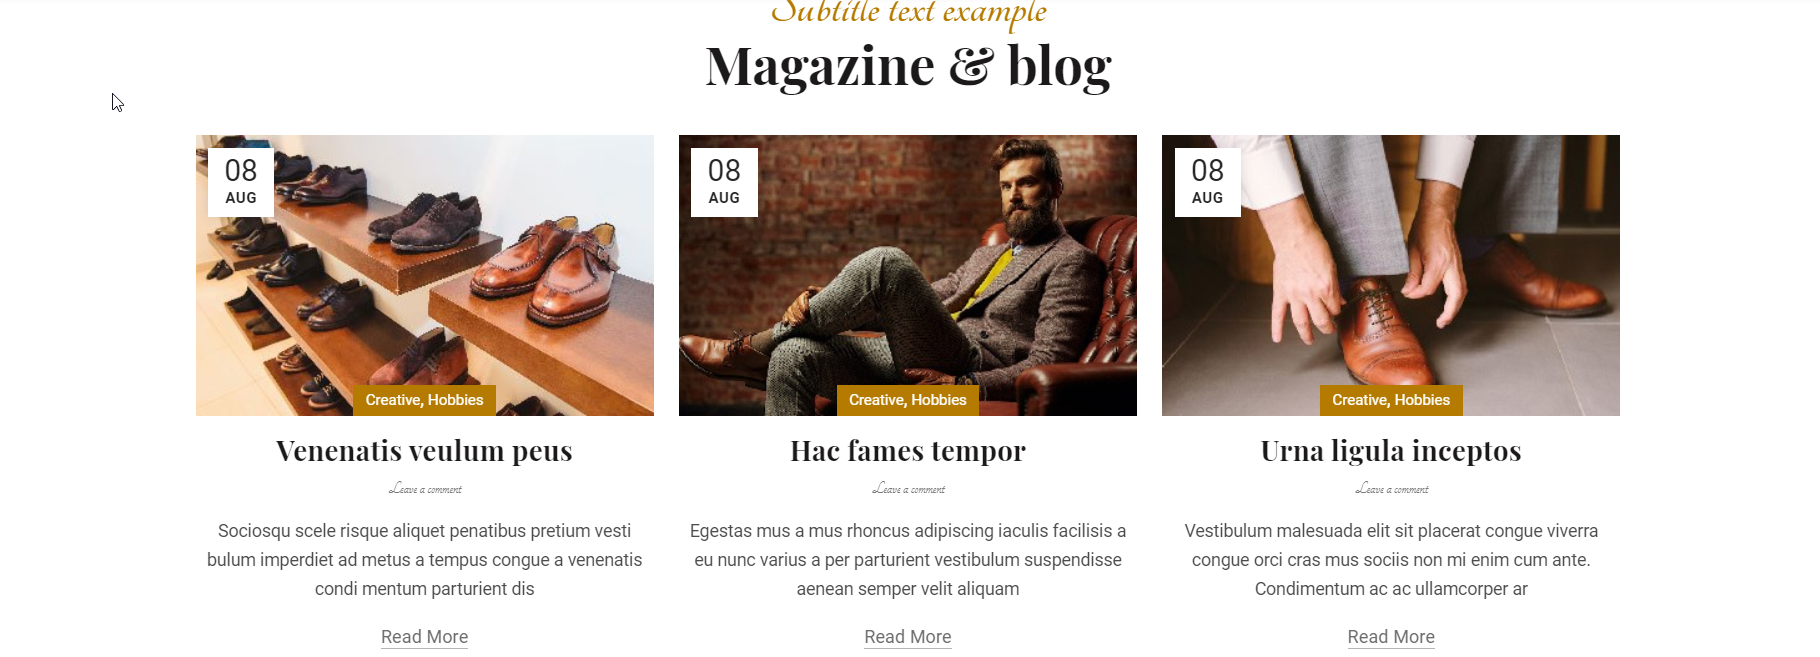 Subtitle text example
Magazine & blog
08
AUG
Creative, Hobbies
Venenatis veulum peus
Leave a comment
Sociosqu scele risque aliquet penatibus pretium vesti
bulum imperdiet ad metus a tempus congue a venenatis
condi mentum parturient dis
Read More
08
AUG
Creative, Hobbies
Hac fames tempor
Leave a comment
Egestas mus a mus rhoncus adipiscing iaculis facilisis a
eu nunc varius a per parturient vestibulum suspendisse
aenean semper velit aliquam
Read More
08
AUG
Creative, Hobbies
Urna ligula inceptos
Leave a comment
Vestibulum malesuada elit sit placerat congue viverra
congue orci cras mus sociis non mi enim cum ante.
Condimentum ac ac ullamcorper ar
Read More